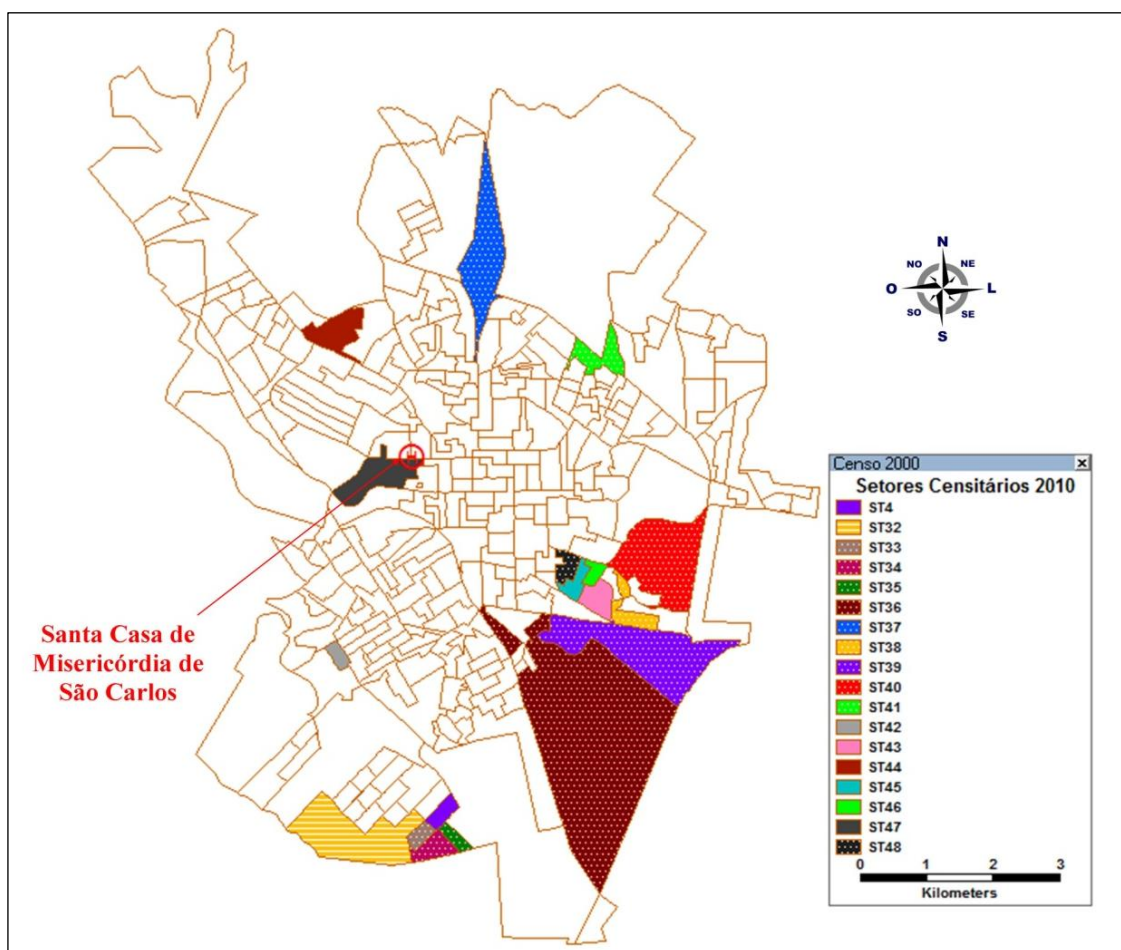 N
NO
NE
O
L
SO
SE
S
Santa Casa de
Misericórdia de
São Carlos
H
Censo 2000
Setores Censitários 2010
ST4
ST32
ST33
ST34
ST35
ST36
ST37
ST38
ST39
ST40
ST41
ST42
ST43
ST44
ST45
ST46
ST47
ST48
0 1 2 3
Kilometers